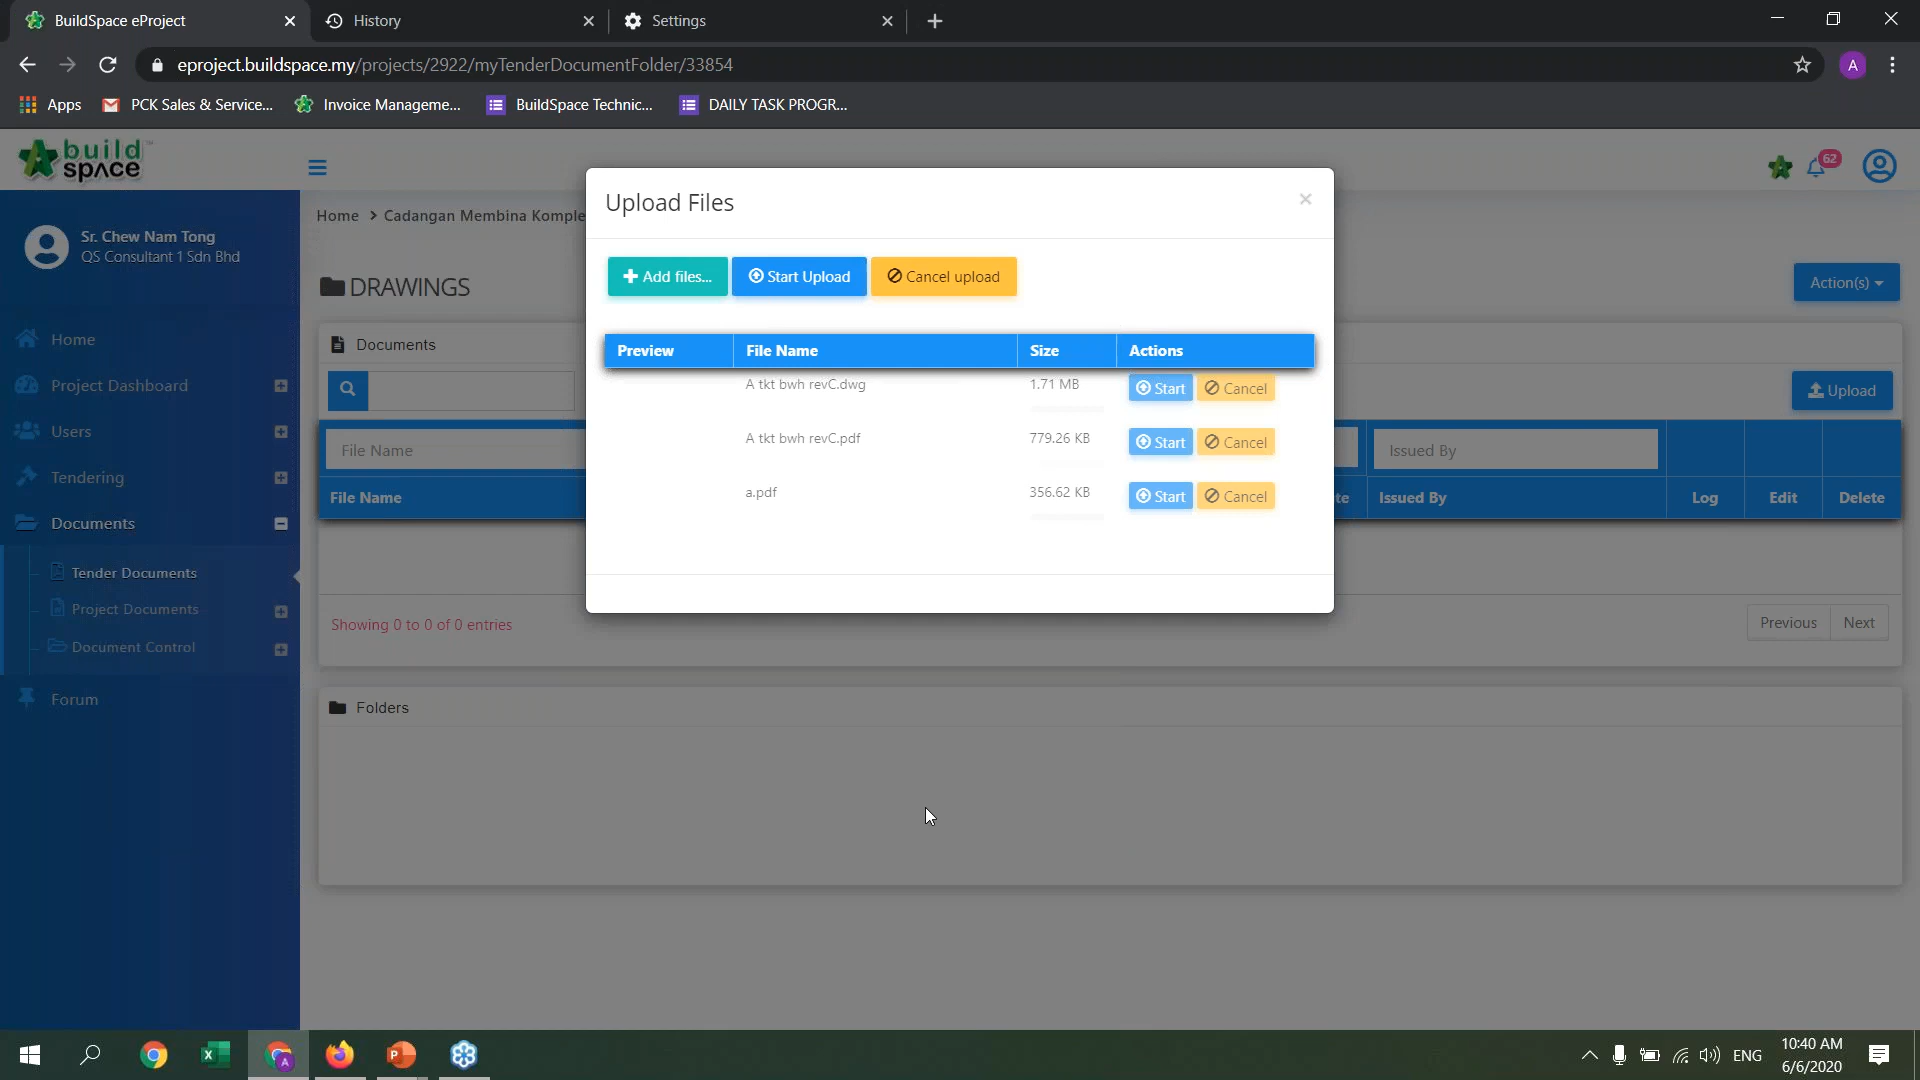 BuildSpace eProject
History
Settings
eproject.buildspace.my/projects/2922/myTenderDocumentFolder/33854
A
Apps
PCK Sales & Service...
Invoice Manageme...
BuildSpace Technic...
DAILY TASK PROGR...
build space
62
Sr. Chew Nam Tong
QS Consultant 1 Sdn Bhd
Home
Project Dashboard
Users
Tendering
Documents
Tender Documents
Project Documents
Document Control
Forum
Home > Cadangan Membina Komple
DRAWINGS
Action(s)
Documents
Upload
File Name
Issued By
File Name
te
Issued By
Log
Edit
Delete
Showing 0 to 0 of 0 entries
Previous
Next
Folders
Upload Files
×
Add files...
Start Upload
Cancel upload
Preview File Name Size Actions
A tkt bwh revC.dwg 1.71 MB Start Cancel
A tkt bwh revC.pdf 779.26 KB Start Cancel
a.pdf 356.62 KB Start Cancel
A
ENG
10:40 AM
6/6/2020